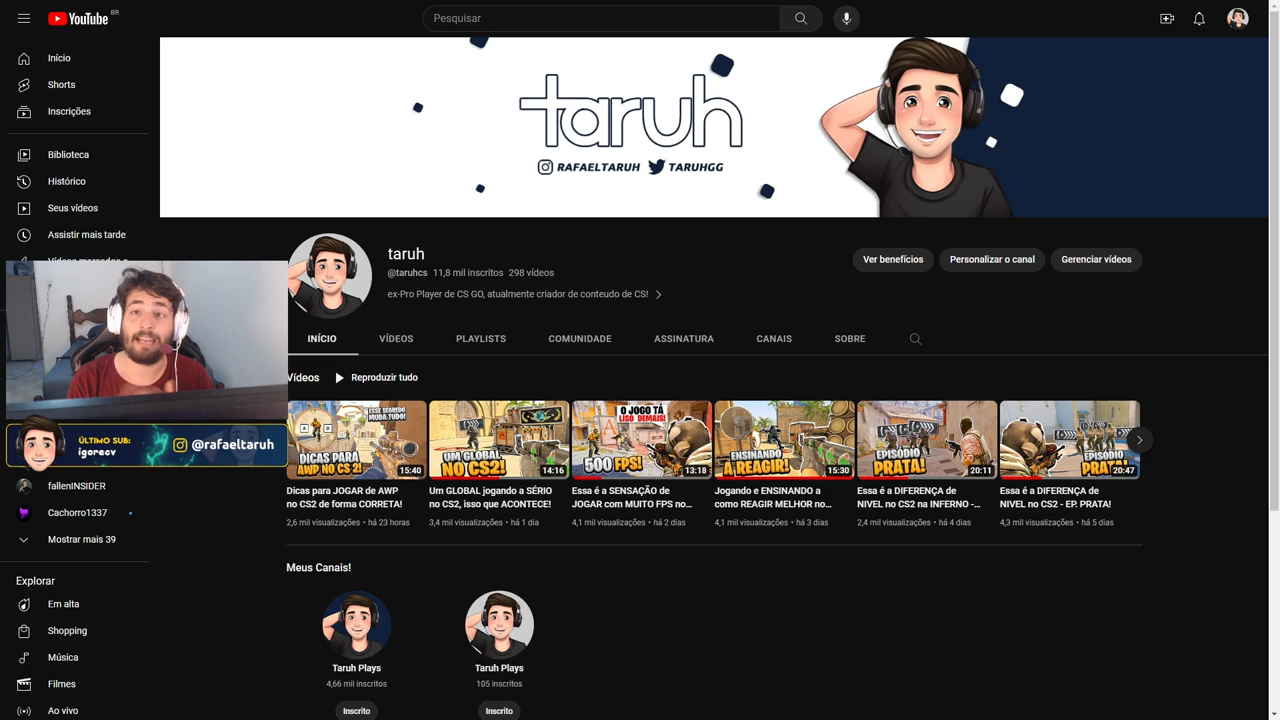 YouTube BR
Pesquisar
Início
Shorts
Inscrições
Biblioteca
Histórico
Seus vídeos
Assistir mais tarde
taruh
RAFAELTARUH TARUHGG
taruh
@taruhcs 11,8 mil inscritos 298 vídeos
ex-Pro Player de CS GO, atualmente criador de conteudo de CS!
Ver benefícios
Personalizar o canal
Gerenciar vídeos
INÍCIO
VÍDEOS
PLAYLISTS
COMUNIDADE
ASSINATURA
CANAIS
SOBRE
Vídeos
Reproduzir tudo
ESSE SEGREDO
MUDA TUDO!
A D
DICAS PARA
AWP NO CS 2!
15:40
Dicas para JOGAR de AWP
no CS2 de forma CORRETA!
2,6 mil visualizações • há 23 horas
GLOBAL
NO CS2!
14:16
Um GLOBAL jogando a SÉRIO
no CS2, isso que ACONTECE!
3,4 mil visualizações • há 1 dia
O JOGO TÁ
LISO DEMAIS!
500 FPS!
13:18
Essa é a SENSAÇÃO de
JOGAR com MUITO FPS no...
4,1 mil visualizações • há 2 dias
ENSINANDO
A REAGIR!
15:30
Jogando e ENSINANDO a
como REAGIR MELHOR no...
4,1 mil visualizações • há 3 dias
EPISÓDIO
PRATA!
20:11
Essa é a DIFERENÇA de
NIVEL no CS2 na INFERNO -...
2,4 mil visualizações • há 4 dias
EPISÓDIO
PRATA!
20:47
Essa é a DIFERENÇA de
NIVEL no CS2 - EP. PRATA!
4,3 mil visualizações • há 5 dias
ÚLTIMO SUB:
igorecv
@rafaeltaruh
fallenINSIDER
Cachorro1337
Mostrar mais 39
Explorar
Em alta
Shopping
Música
Filmes
Ao vivo
Meus Canais!
Taruh Plays
4,66 mil inscritos
Inscrito
Taruh Plays
105 inscritos
Inscrito